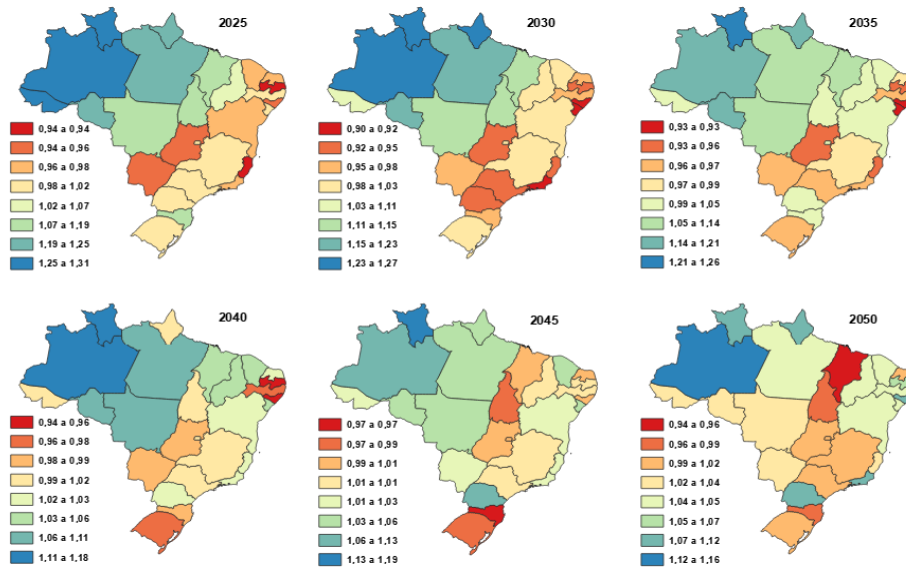 2025
0,94 a 0,94
0,94 a 0,96
0,96 a 0,98
0,98 a 1,02
1,02 a 1,07
1,07 a 1,19
1,19 a 1,25
1,25 a 1,31
2030
0,90 a 0,92
0,92 a 0,95
0,95 a 0,98
0,98 a 1,03
1,03 a 1,11
1,11 a 1,15
1,15 a 1,23
1,23 a 1,27
2035
0,93 a 0,93
0,93 a 0,96
0,96 a 0,97
0,97 a 0,99
0,99 a 1,05
1,05 a 1,14
1,14 a 1,21
1,21 a 1,26
2040
0,94 a 0,96
0,96 a 0,98
0,98 a 0,99
0,99 a 1,02
1,02 a 1,03
1,03 a 1,06
1,06 a 1,11
1,11 a 1,18
2045
0,97 a 0,97
0,97 a 0,99
0,99 a 1,01
1,01 a 1,01
1,01 a 1,03
1,03 a 1,06
1,06 a 1,13
1,13 a 1,19
2050
0,94 a 0,96
0,96 a 0,99
0,99 a 1,02
1,02 a 1,04
1,04 a 1,05
1,05 a 1,07
1,07 a 1,12
1,12 a 1,16